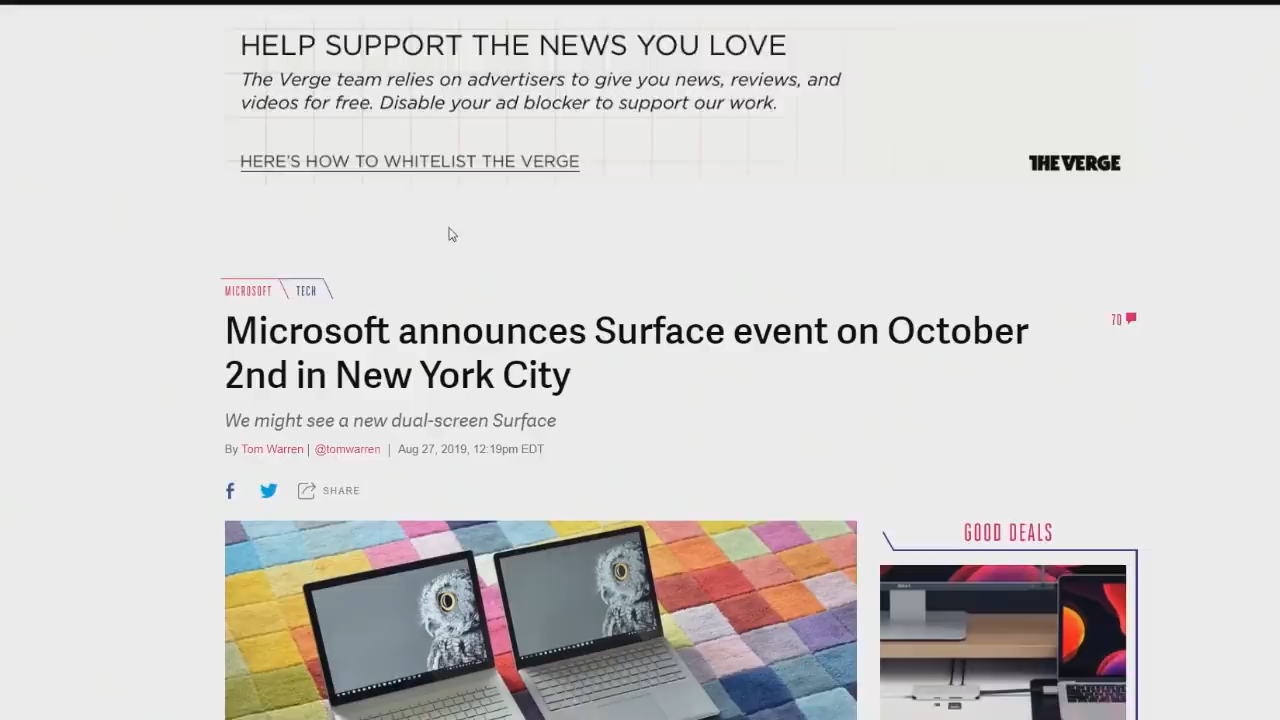 HELP SUPPORT THE NEWS YOU LOVE
The Verge team relies on advertisers to give you news, reviews, and
videos for free. Disable your ad blocker to support our work.
HERE'S HOW TO WHITELIST THE VERGE
THE VERGE
MICROSOFT TECH
Microsoft announces Surface event on October
2nd in New York City
70
We might see a new dual-screen Surface
By Tom Warren | @tomwarren | Aug 27, 2019, 12:19pm EDT
SHARE
GOOD DEALS